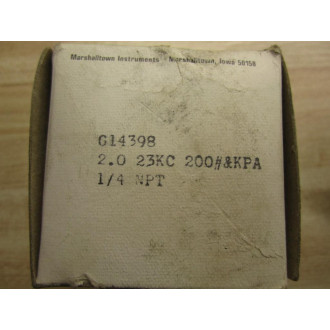 Marshalltown Instruments - Marshalltown, Iowa 50158
G14398
2.0 23KC 200#&KPA
1/4 NPT